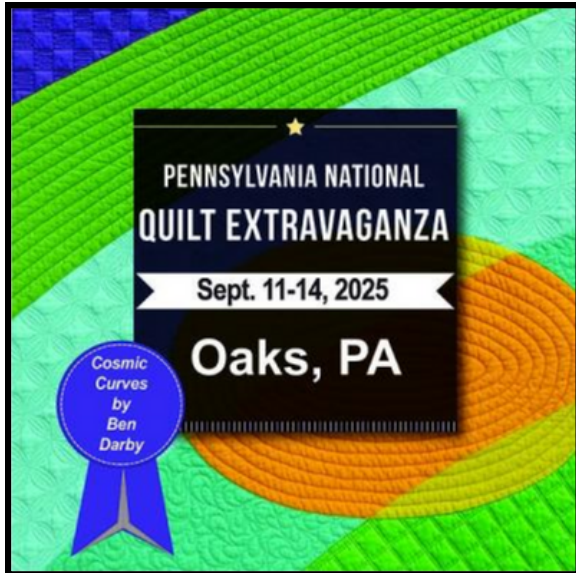 PENNSYLVANIA NATIONAL
QUILT EXTRAVAGANZA
Sept. 11-14, 2025
Oaks, PA
Cosmic
Curves
by
Ben
Darby